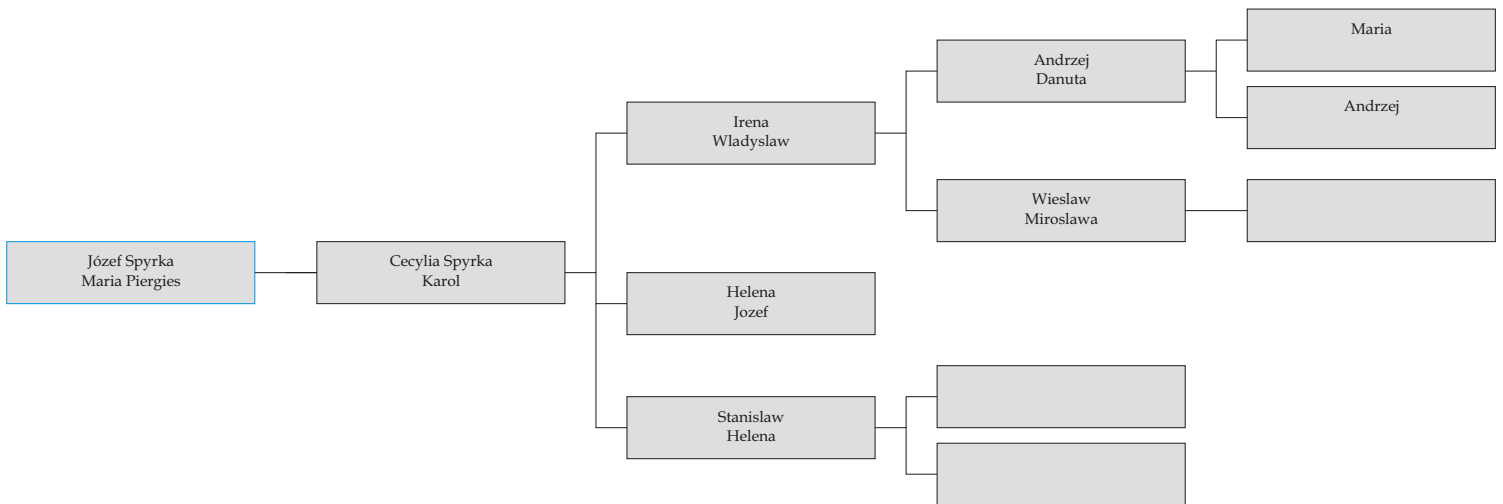 Józef Spyrka
Maria Piergies
Cecylia Spyrka
Karol
Irena
Wladyslaw
Andrzej
Danuta
Maria
Andrzej
Wieslaw
Miroslawa
Helena
Jozef
Stanislaw
Helena